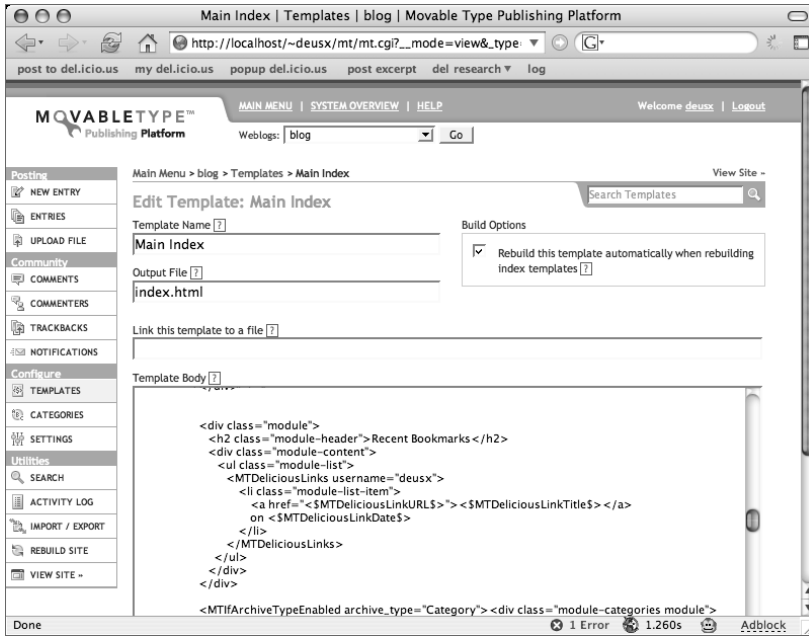 Main Index | Templates | blog | Movable Type Publishing Platform
http://localhost/~deusx/mt/mt.cgi?__mode=view&_type
G
post to del.icio.us my del.icio.us popup del.icio.us post excerpt del research ▾ log
MOVABLETYPE™
Publishing Platform
MAIN MENU | SYSTEM OVERVIEW | HELP
Welcome deusx | Logout
Weblogs: blog Go
Posting
NEW ENTRY
ENTRIES
UPLOAD FILE
Community
COMMENTS
COMMENTERS
TRACKBACKS
NOTIFICATIONS
Configure
TEMPLATES
CATEGORIES
SETTINGS
Utilities
SEARCH
ACTIVITY LOG
IMPORT / EXPORT
REBUILD SITE
VIEW SITE »
Main Menu > blog > Templates > Main Index
View Site »
Edit Template: Main Index
Search Templates
Template Name ?
Main Index
Build Options
Rebuild this template automatically when rebuilding
index templates ?
Output File ?
index.html
Link this template to a file ?
Template Body ?
<div class="module">
<h2 class="module-header">Recent Bookmarks</h2>
<div class="module-content">
<ul class="module-list">
<MTDeliciousLinks username="deusx">
<li class="module-list-item">
<a href="<$MTDeliciousLinkURL$>"><$MTDeliciousLinkTitle$></a>
on <$MTDeliciousLinkDate$>
</li>
</MTDeliciousLinks>
</ul>
</div>
</div>
<MTIfArchiveTypeEnabled archive_type="Category"><div class="module-categories module">
Done
1 Error 1.260s Adblock